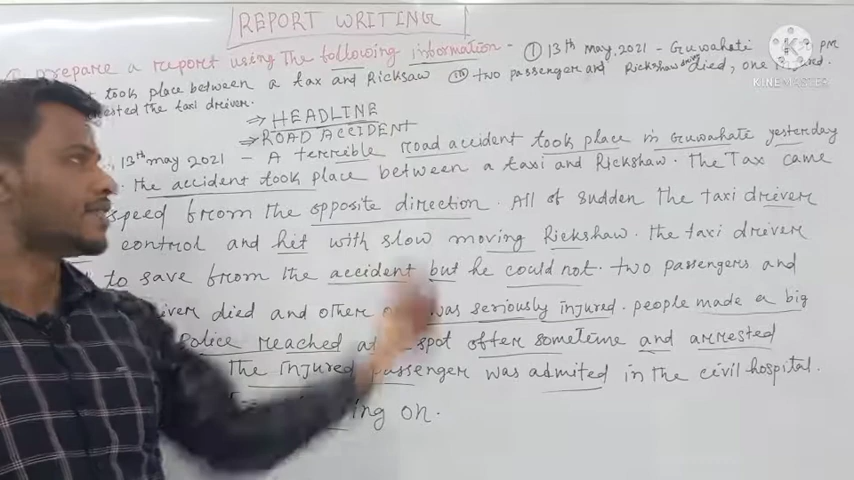 REPORT WRITING
prepare a report using The following information - ① 13th may, 2021 - Guwahati PM
took place between a tax and Ricksaw ⑩ two passenger and Rickshaw died, one
arrested the taxi driver.
⇒ HEADLINE
⇒ ROAD ACCIDENT
13th may 2021 - A terrible road accident took place in Guwahate yesterday
The accident took place between a taxi and Rickshaw. The Tax came
speed from the opposite direction. All of sudden The taxi driver
control and hit with slow moving Rickshaw. The taxi driver
to save from the accident but he could not. two passengers and
died and other was seriously injured. people made a big
Police reached at spot after sometime and arrested
The injured passenger was admited in the civil hospital.
ing on.
KINEMASTER